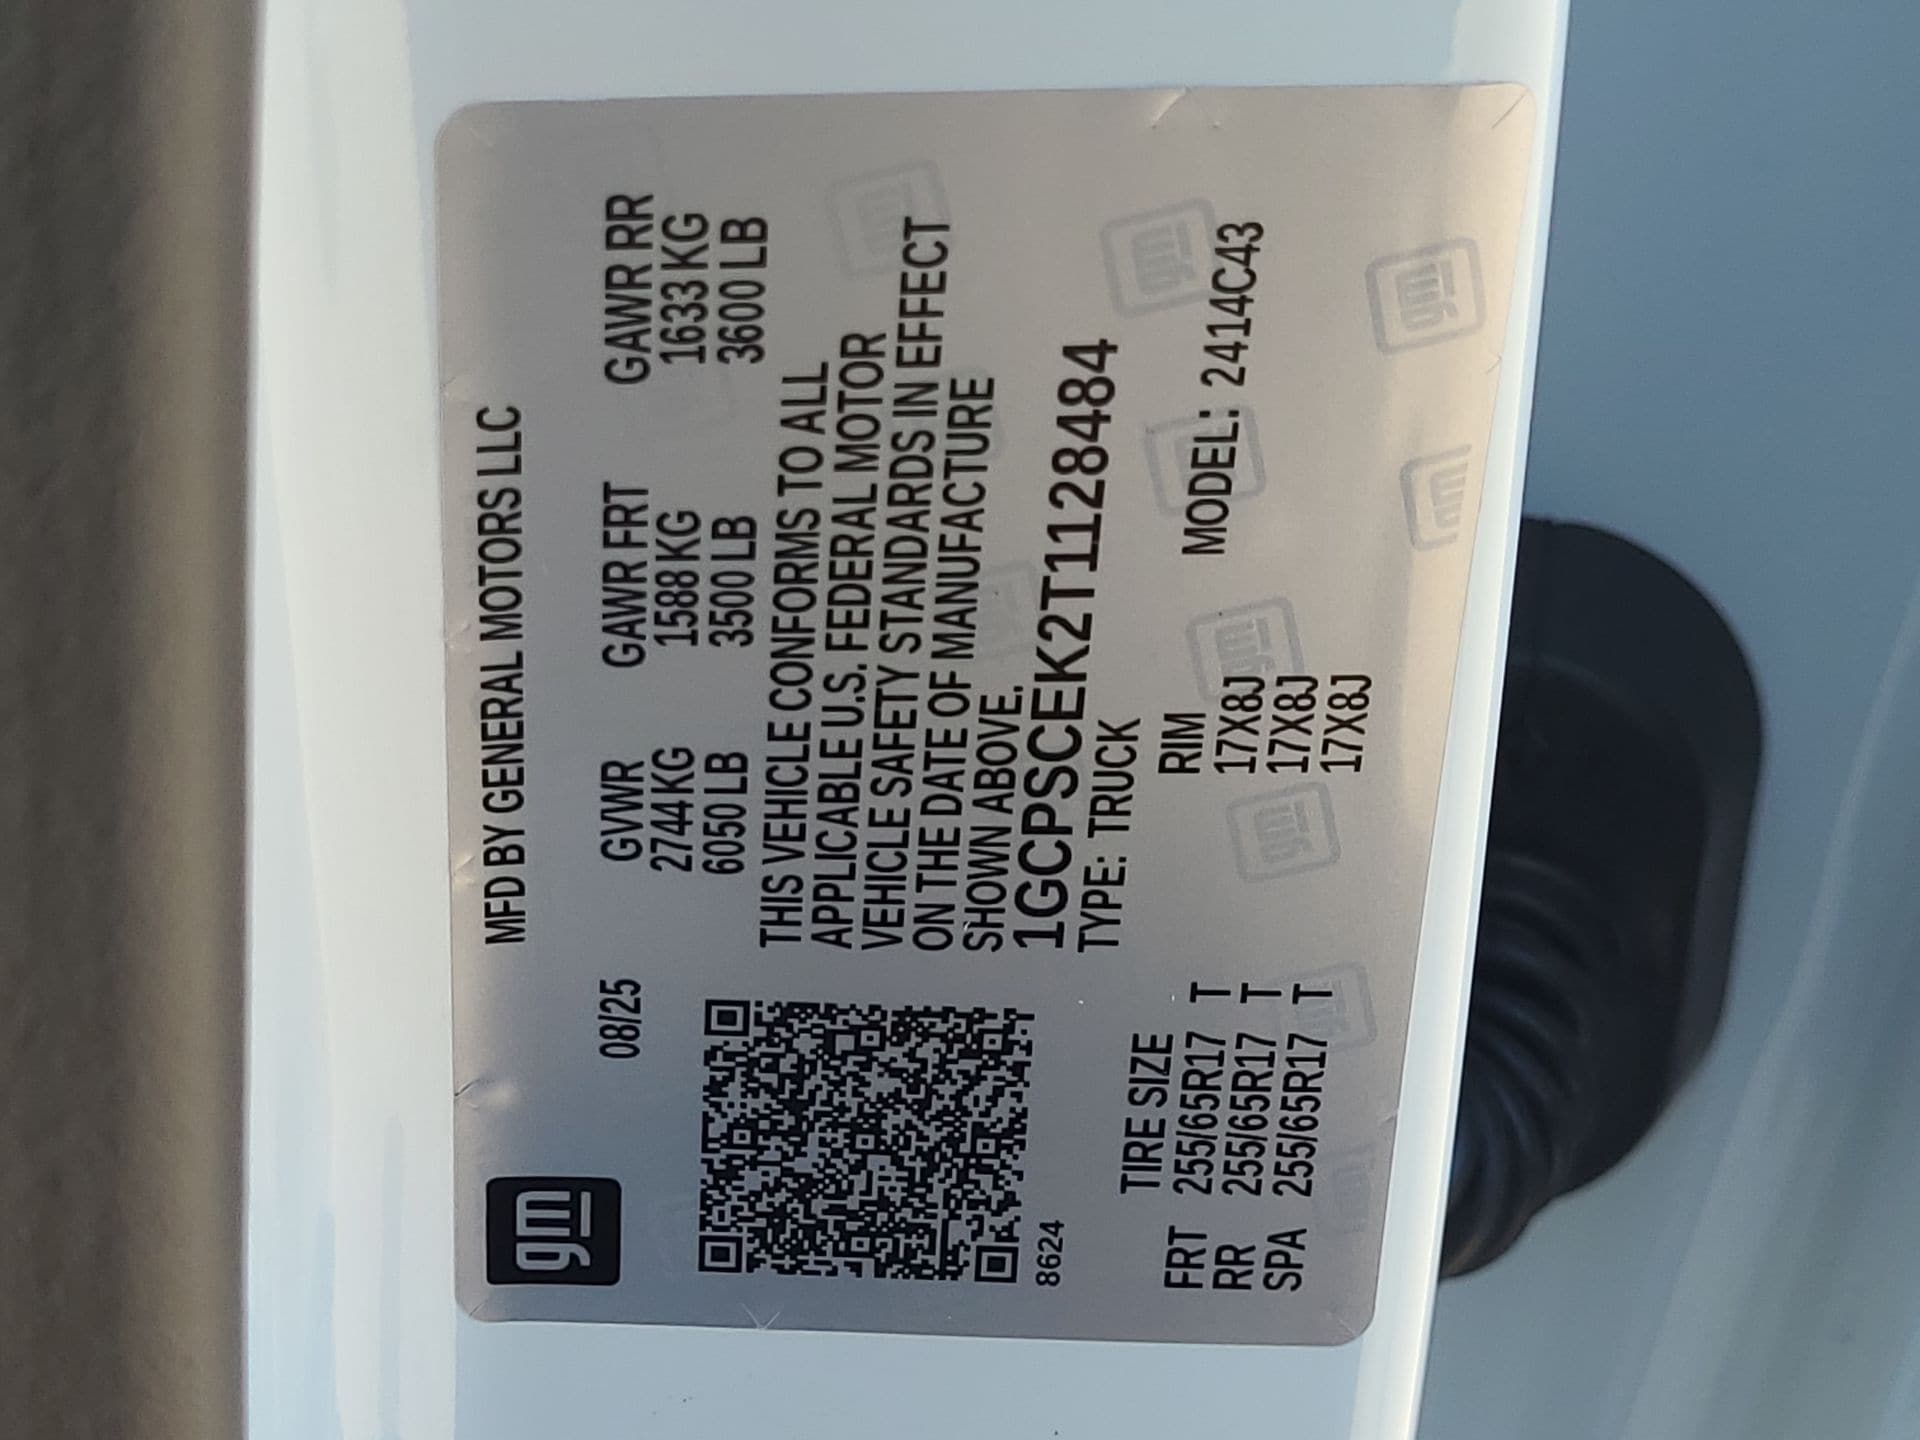 gm
MFD BY GENERAL MOTORS LLC
08/25
GVWR GAWR FRT GAWR RR
2744 KG 1588 KG 1633 KG
6050 LB 3500 LB 3600 LB
THIS VEHICLE CONFORMS TO ALL
APPLICABLE U.S. FEDERAL MOTOR
VEHICLE SAFETY STANDARDS IN EFFECT
ON THE DATE OF MANUFACTURE
SHOWN ABOVE.
1GCPSCEK2T1128484
8624
TYPE: TRUCK
TIRE SIZE RIM MODEL: 2414C43
FRT 255/65R17 T 17X8J
RR 255/65R17 T 17X8J
SPA 255/65R17 T 17X8J